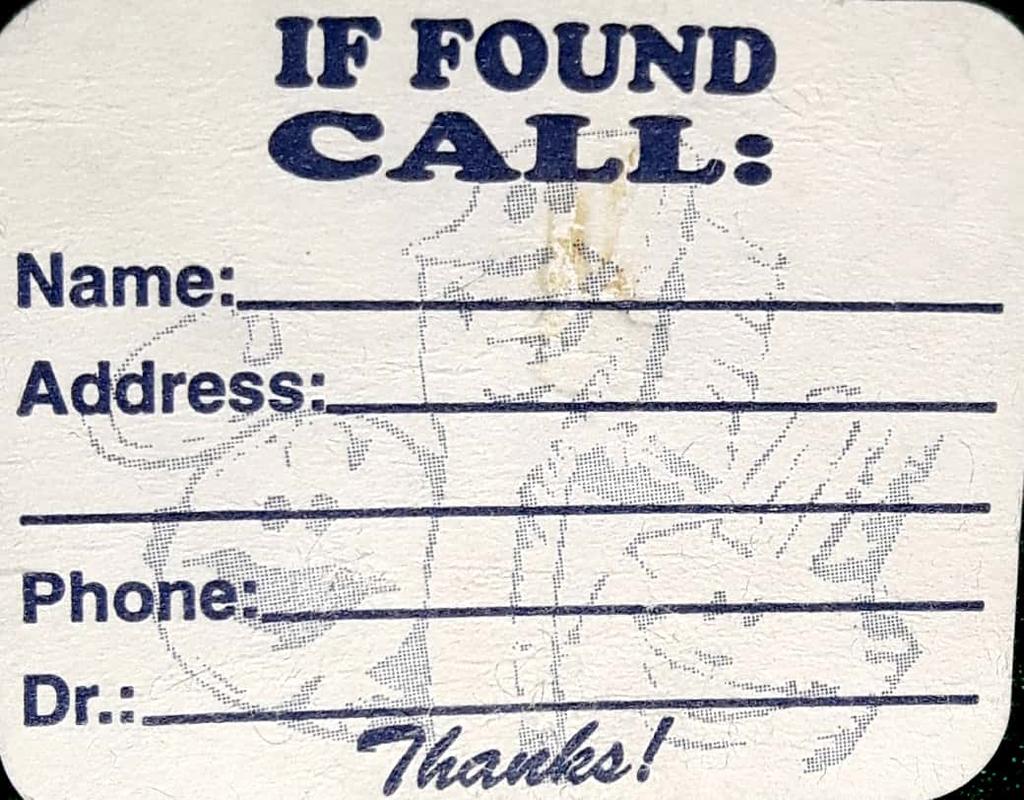 IF FOUND
CALL:
Name:
Address:
Phone:
Dr.:
Thanks!